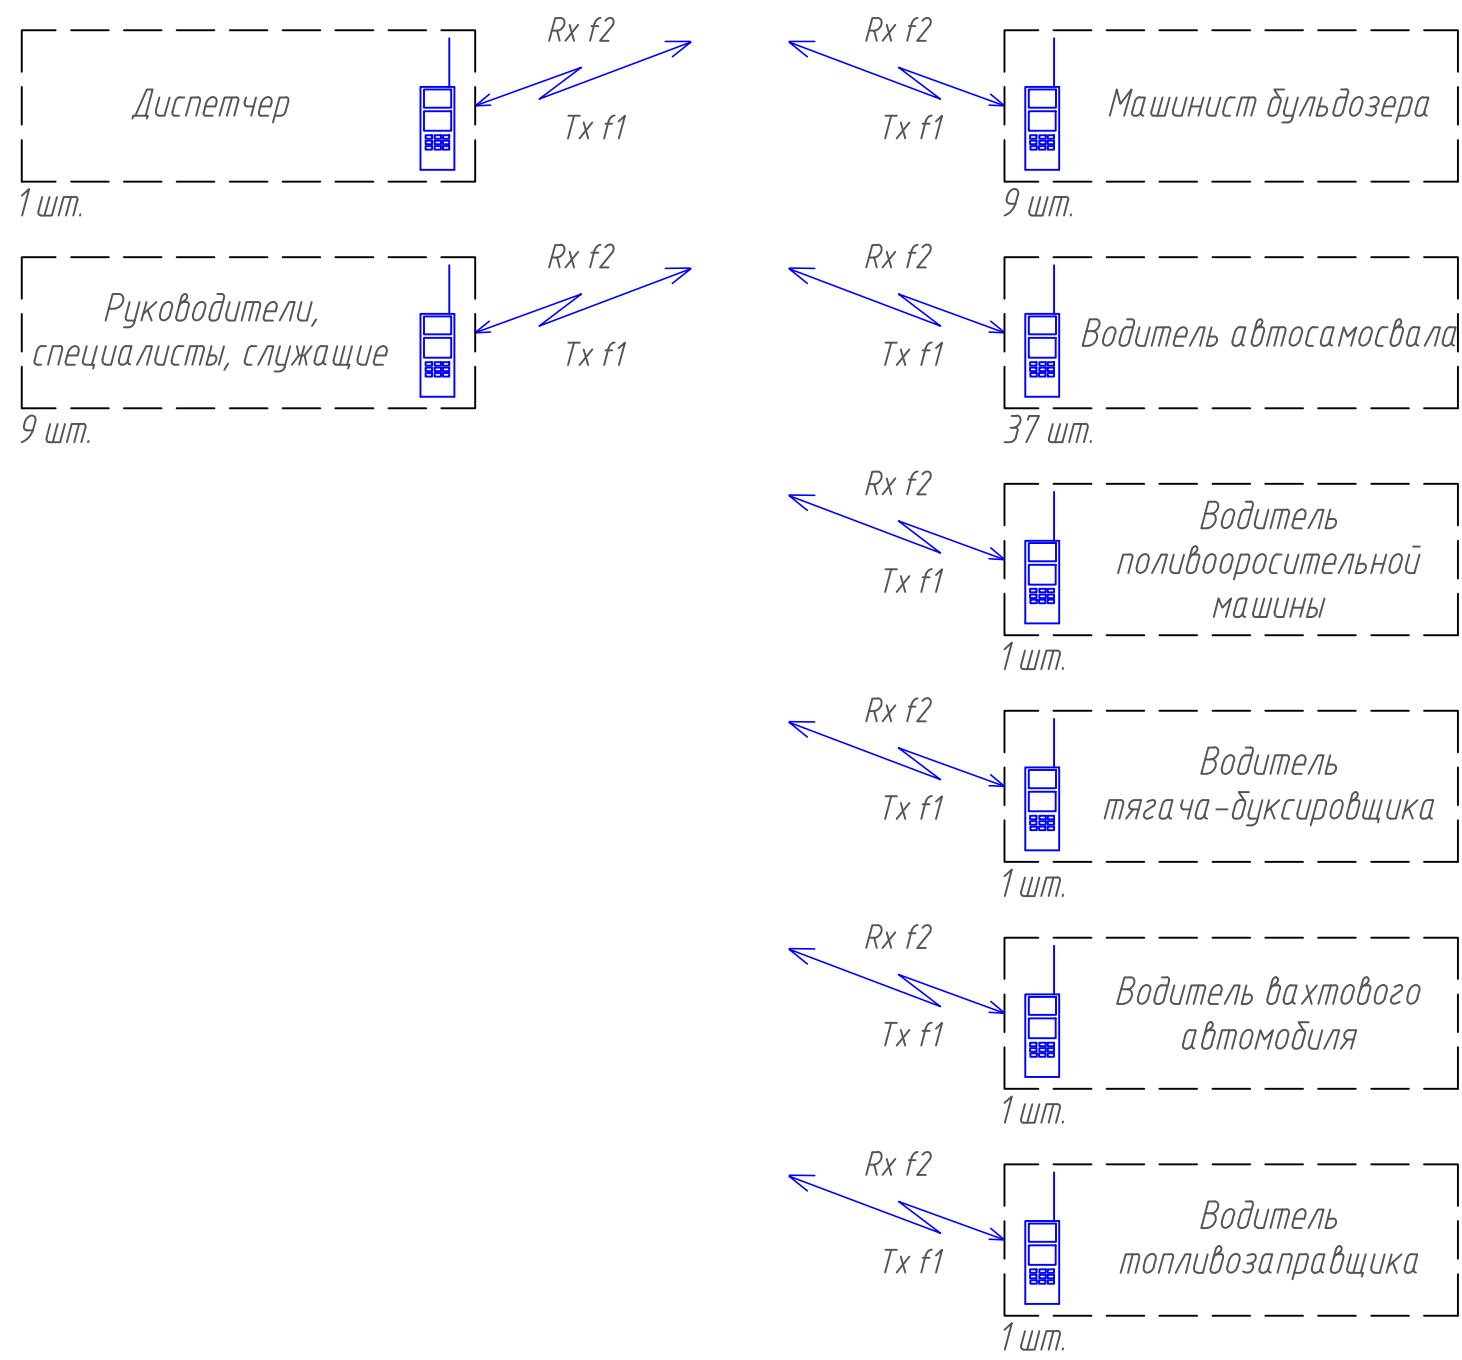 Rx f2
Диспетчер
Tx f1
1 шт.
Rx f2
Руководители,
специалисты, служащие
Tx f1
9 шт.
Rx f2
Машинист бульдозера
Tx f1
9 шт.
Rx f2
Водитель автосамосвала
Tx f1
37 шт.
Rx f2
Водитель
поливооросительной
машины
Tx f1
1 шт.
Rx f2
Водитель
тягача-буксировщика
Tx f1
1 шт.
Rx f2
Водитель вахтового
автомобиля
Tx f1
1 шт.
Rx f2
Водитель
топливозаправщика
Tx f1
1 шт.